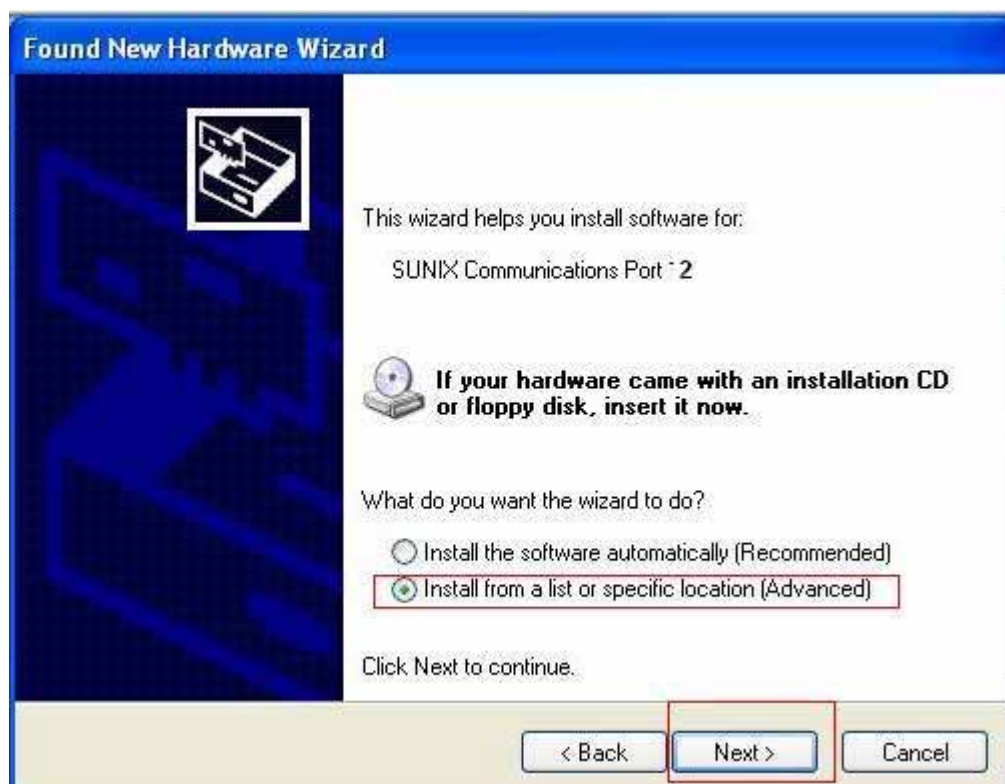 Found New Hardware Wizard
This wizard helps you install software for:
SUNIX Communications Port 2
If your hardware came with an installation CD
or floppy disk, insert it now.
What do you want the wizard to do?
Install the software automatically (Recommended)
Install from a list or specific location (Advanced)
Click Next to continue.
< Back Next > Cancel